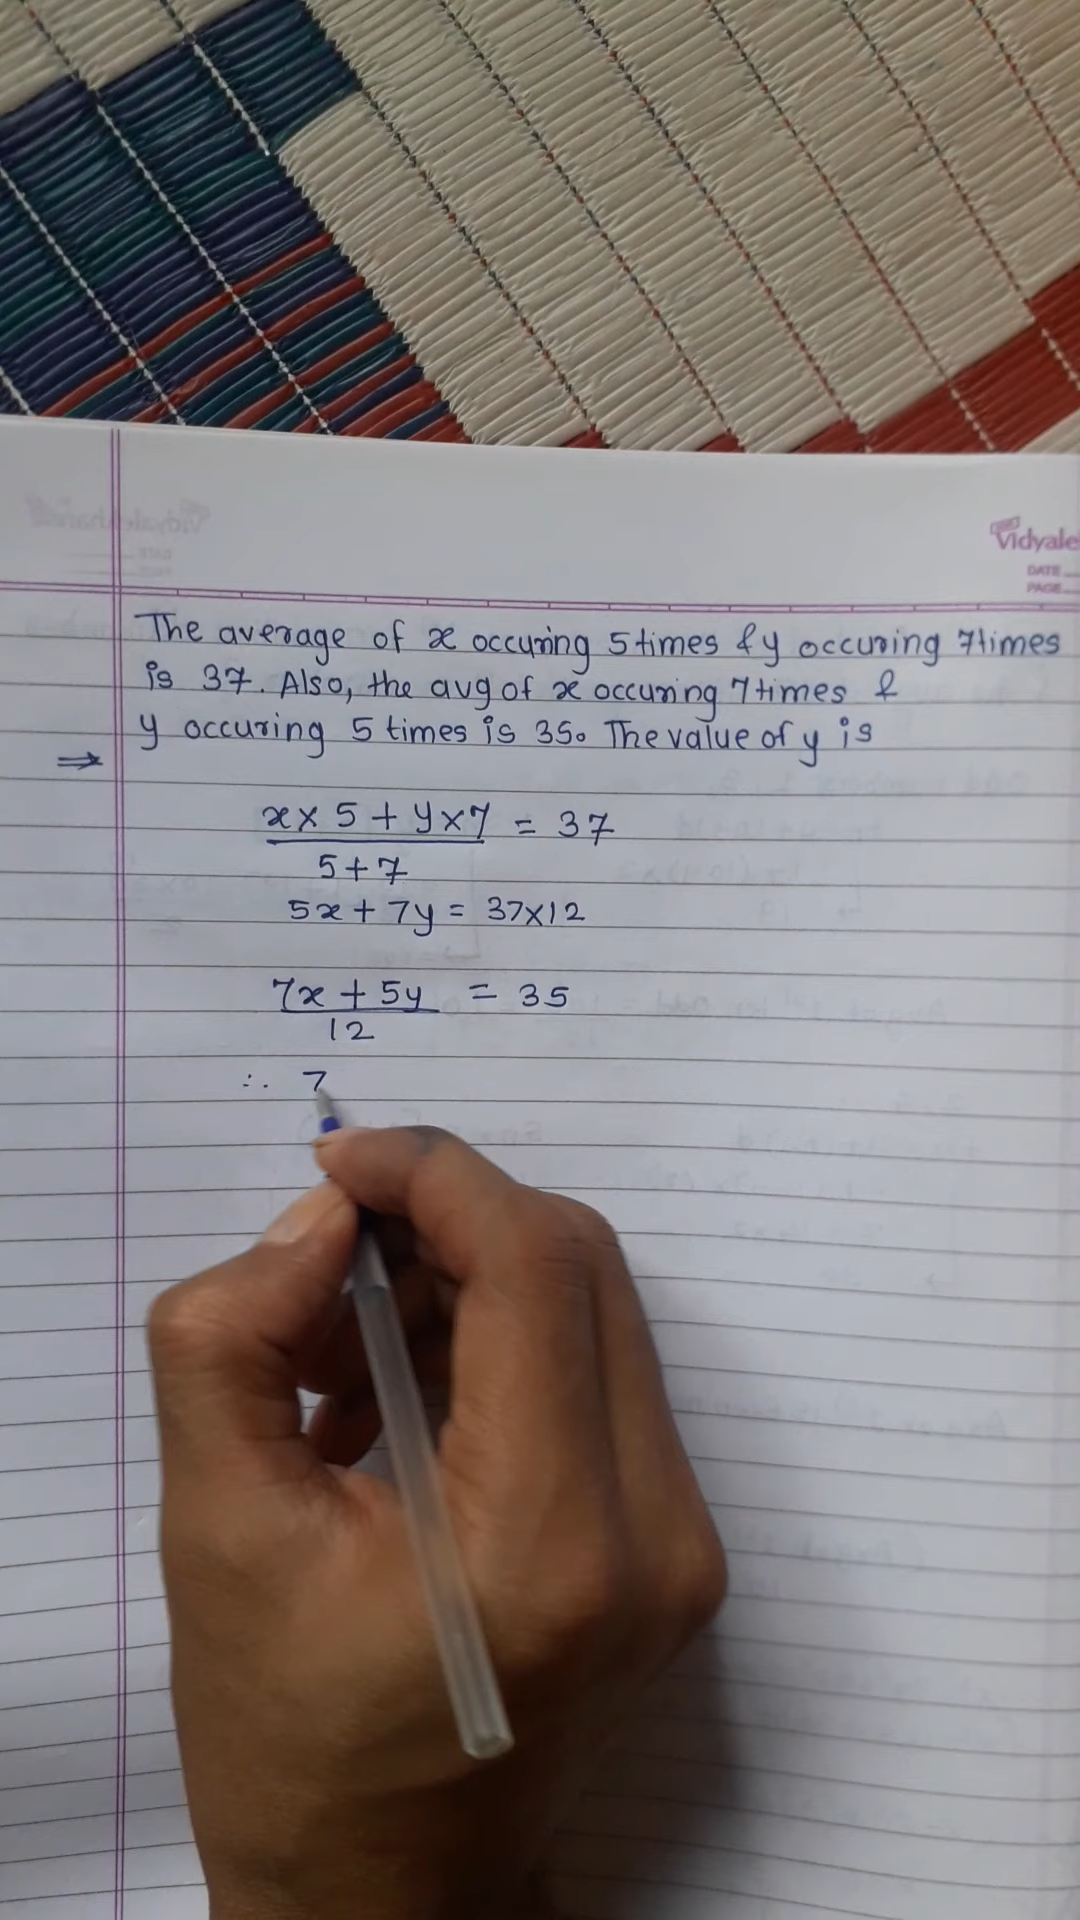 Vidyale
DATE
PAGE
The average of x occuring 5 times & y occuring 7 times
is 37. Also, the avg of x occuring 7 times &
y occuring 5 times is 35. The value of y is
⇒
x × 5 + y × 7 = 37
5 + 7
5x + 7y = 37×12
7x + 5y = 35
12
∴ 7